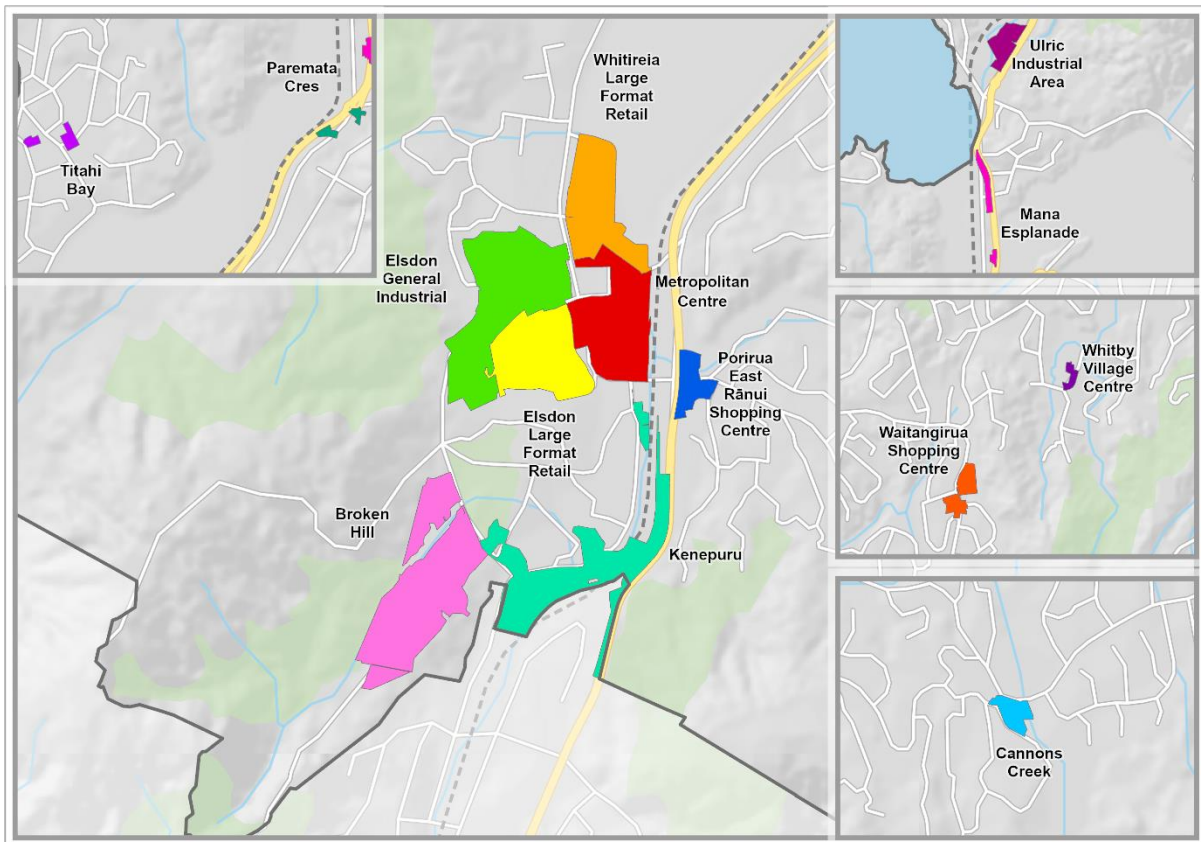 Paremata
Cres
Titahi
Bay
Whitireia
Large
Format
Retail
Elsdon
General
Industrial
Metropolitan
Centre
Porirua
East
Rānui
Shopping
Centre
Elsdon
Large
Format
Retail
Broken
Hill
Kenepuru
Ulric
Industrial
Area
Mana
Esplanade
Whitby
Village
Centre
Waitangirua
Shopping
Centre
Cannons
Creek